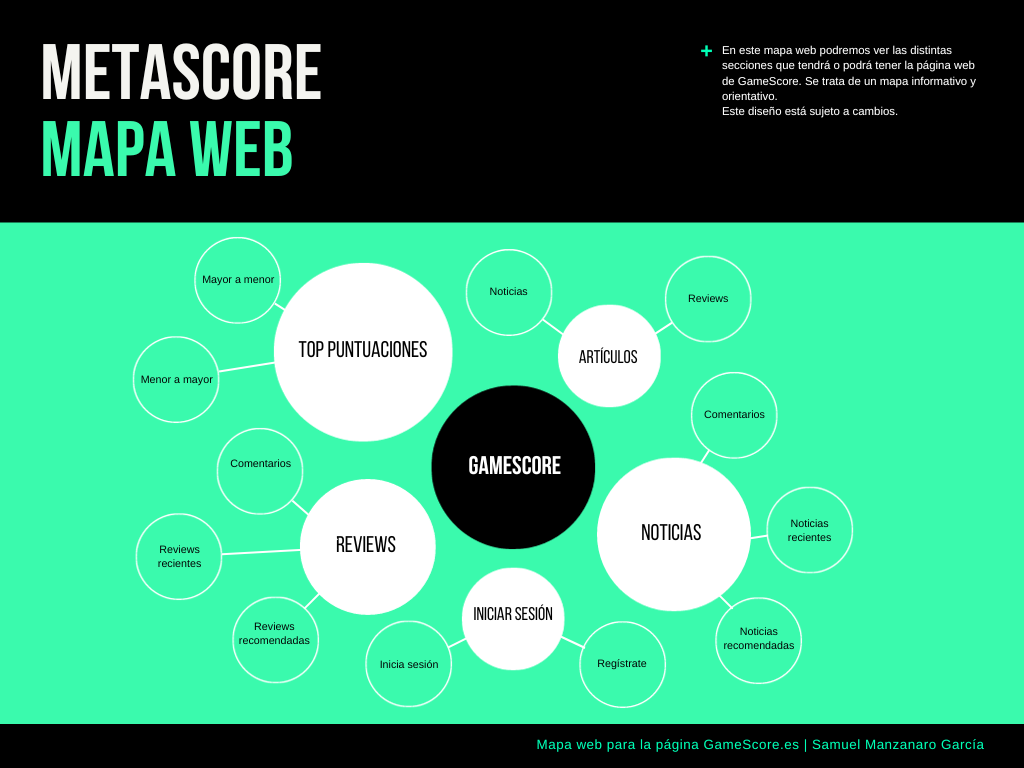 METASCORE
MAPA WEB
+
En este mapa web podremos ver las distintas
secciones que tendrá o podrá tener la página web
de GameScore. Se trata de un mapa informativo y
orientativo.
Este diseño está sujeto a cambios.
Mayor a menor
Noticias
Reviews
TOP PUNTUACIONES
ARTÍCULOS
Menor a mayor
Comentarios
Comentarios
GAMESCORE
Noticias
recientes
NOTICIAS
REVIEWS
Reviews
recientes
INICIAR SESIÓN
Reviews
recomendadas
Noticias
recomendadas
Inicia sesión
Regístrate
Mapa web para la página GameScore.es | Samuel Manzanaro García